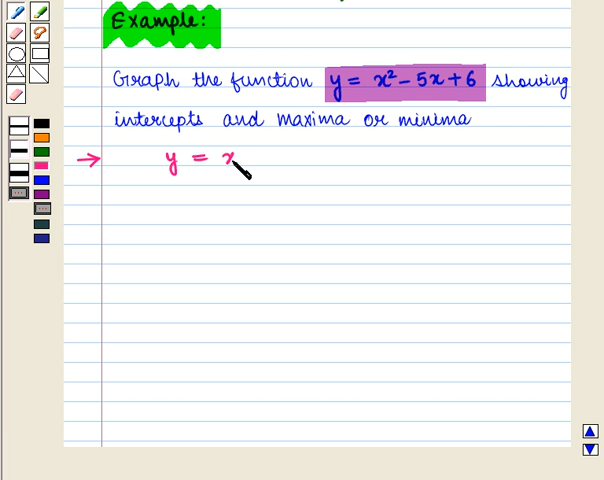 Example:
Graph the function y = x² - 5x + 6 showing
intercepts and maxima or minima
→ y = x